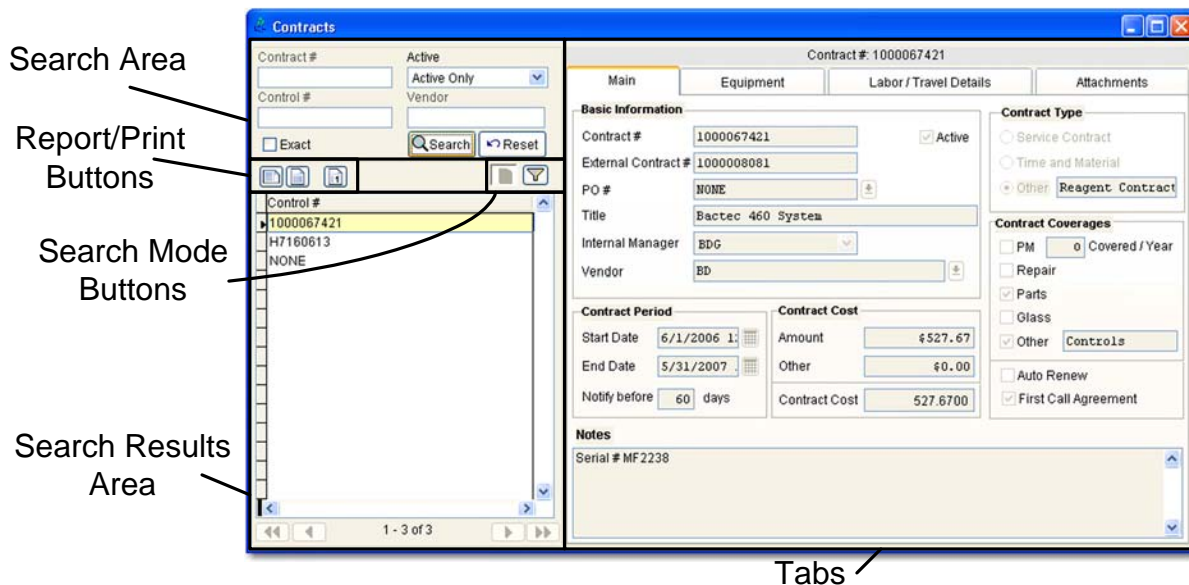 Contracts
Search Area
Report/Print
Buttons
Search Mode
Buttons
Search Results
Area
Contract #
Active
Active Only
Control #
Vendor
Exact
Search
Reset
Control #
1000067421
H7160613
NONE
1 - 3 of 3
Contract #: 1000067421
Main
Equipment
Labor / Travel Details
Attachments
Basic Information
Contract #
1000067421
Active
External Contract #
1000008081
PO #
NONE
Title
Bactec 460 System
Internal Manager
BDG
Vendor
BD
Contract Type
Service Contract
Time and Material
Other
Reagent Contract
Contract Coverages
PM
0
Covered / Year
Repair
Parts
Glass
Other
Controls
Auto Renew
First Call Agreement
Contract Period
Start Date
6/1/2006
End Date
5/31/2007
Notify before
60
days
Contract Cost
Amount
$527.67
Other
$0.00
Contract Cost
527.6700
Notes
Serial # MF2238
Tabs